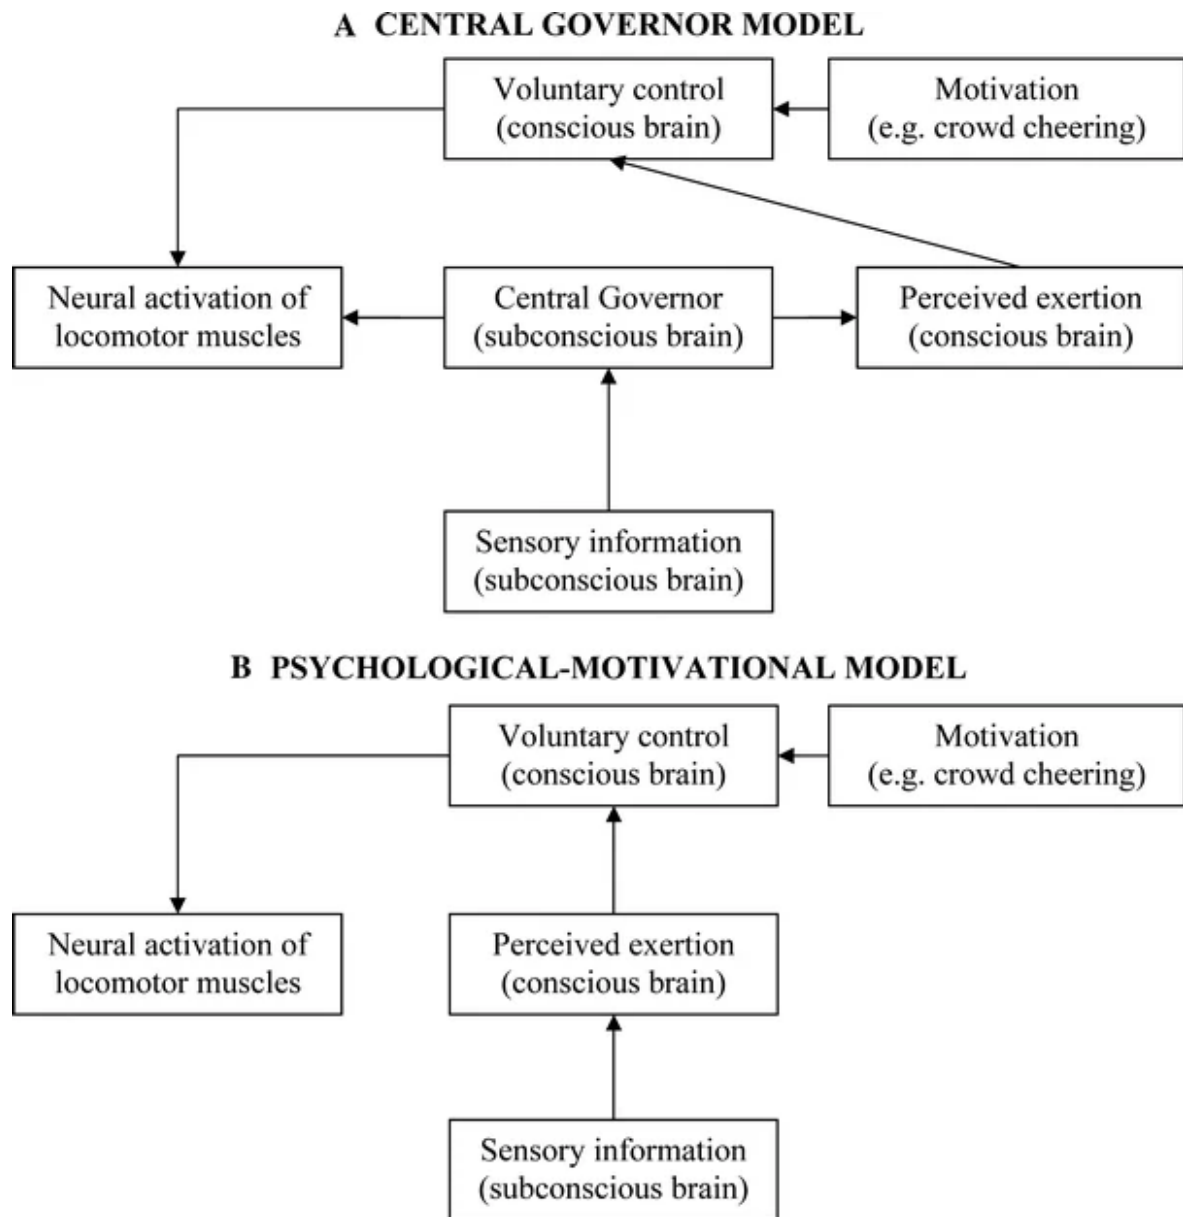 A CENTRAL GOVERNOR MODEL
Voluntary control
(conscious brain)
Motivation
(e.g. crowd cheering)
Neural activation of
locomotor muscles
Central Governor
(subconscious brain)
Perceived exertion
(conscious brain)
Sensory information
(subconscious brain)
B PSYCHOLOGICAL-MOTIVATIONAL MODEL
Voluntary control
(conscious brain)
Motivation
(e.g. crowd cheering)
Neural activation of
locomotor muscles
Perceived exertion
(conscious brain)
Sensory information
(subconscious brain)